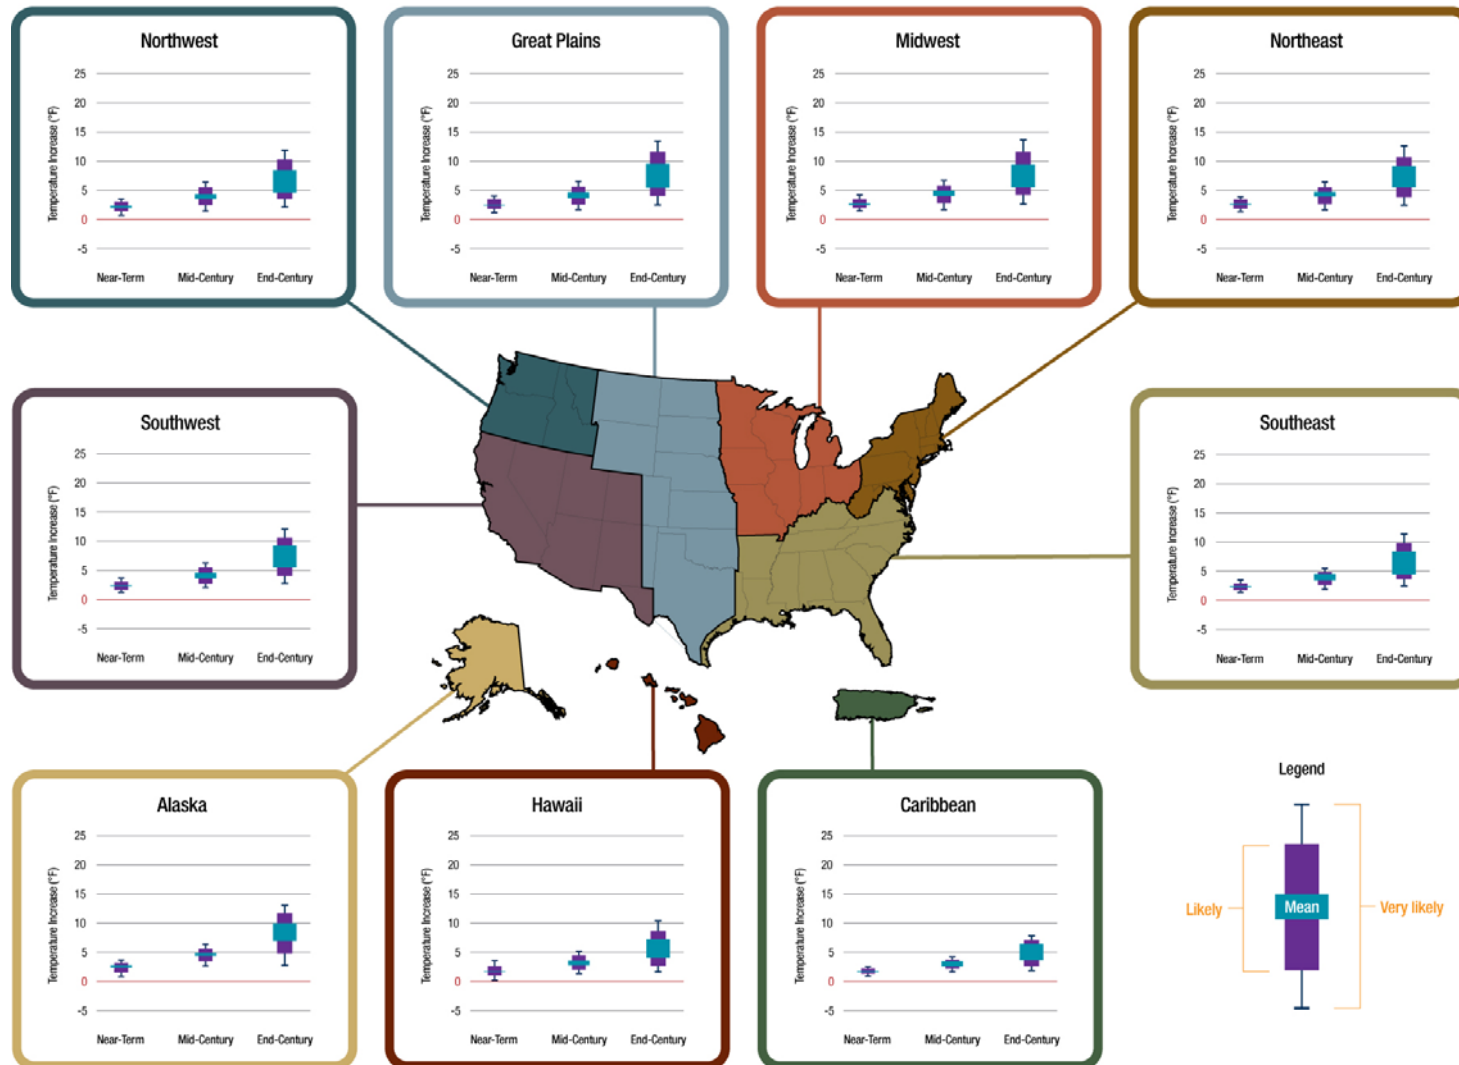 Northwest
Temperature Increase (°F)
25
20
15
10
5
0
-5
Near-Term Mid-Century End-Century
Great Plains
Temperature Increase (°F)
25
20
15
10
5
0
-5
Near-Term Mid-Century End-Century
Midwest
Temperature Increase (°F)
25
20
15
10
5
0
-5
Near-Term Mid-Century End-Century
Northeast
Temperature Increase (°F)
25
20
15
10
5
0
-5
Near-Term Mid-Century End-Century
Southwest
Temperature Increase (°F)
25
20
15
10
5
0
-5
Near-Term Mid-Century End-Century
Southeast
Temperature Increase (°F)
25
20
15
10
5
0
-5
Near-Term Mid-Century End-Century
Alaska
Temperature Increase (°F)
25
20
15
10
5
0
-5
Near-Term Mid-Century End-Century
Hawaii
Temperature Increase (°F)
25
20
15
10
5
0
-5
Near-Term Mid-Century End-Century
Caribbean
Temperature Increase (°F)
25
20
15
10
5
0
-5
Near-Term Mid-Century End-Century
Legend
Likely Mean Very likely